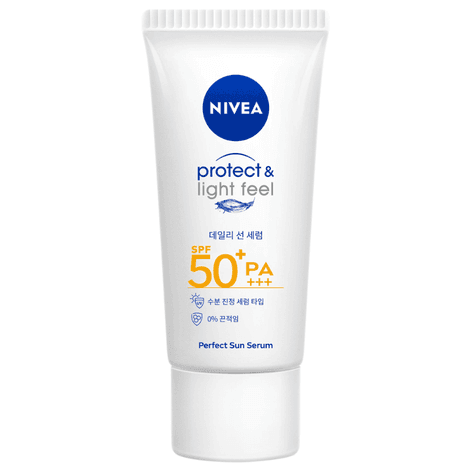 NIVEA
protect &
light feel
데일리 선 세럼
SPF
50+ PA
+++
수분 진정 세럼 타입
0% 끈적임
Perfect Sun Serum